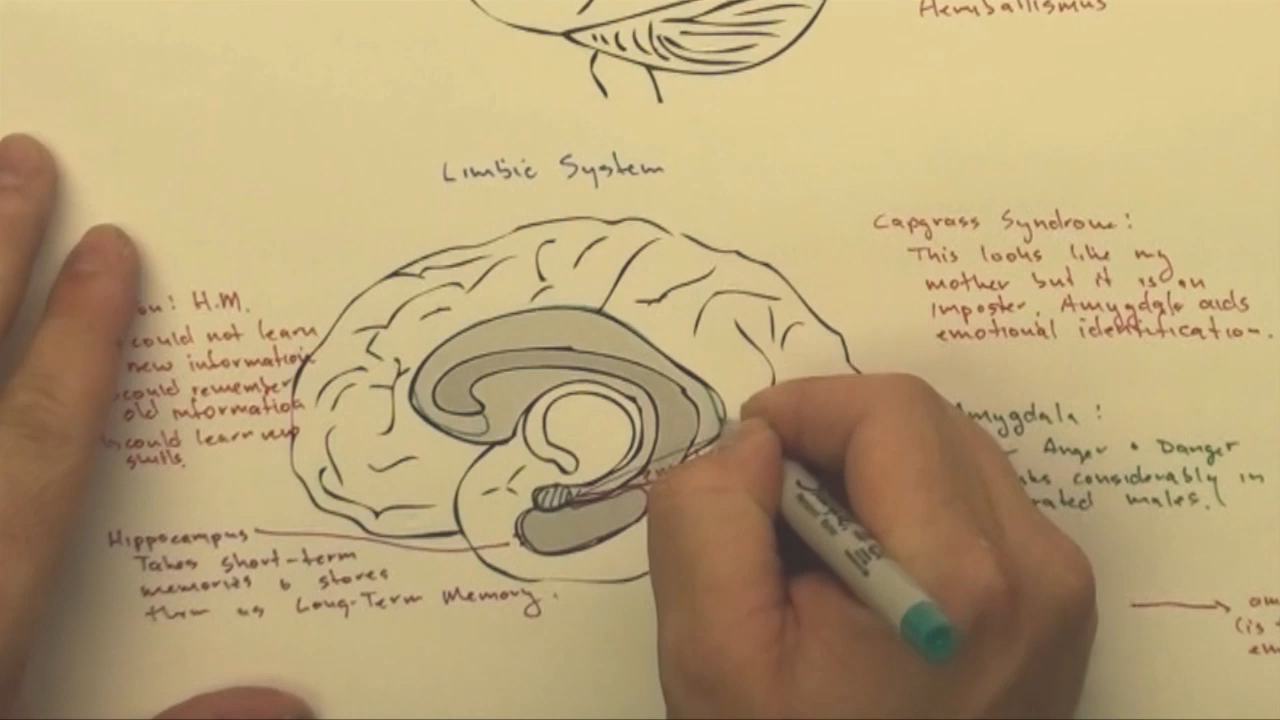 Hemballismus
Limbic System
Capgrass Syndrome:
This looks like my
mother but it is an
imposter. Amygdala aids
emotional identification.
: H.M.
could not learn
new information
could remember
old information
could learn
skills.
Amygdala:
Anger + Danger
considerably in
males.
Hippocampus
Takes short-term
memories & stores
them as Long-Term Memory.
(is